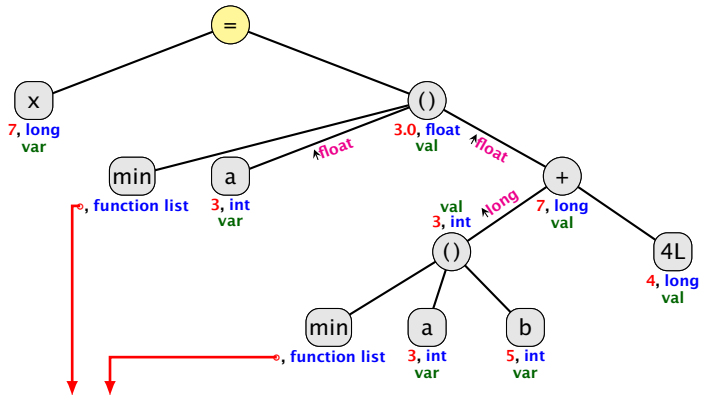 =
x
7, long
var
()
3.0, float
val
↗float
↗float
min
, function list
a
3, int
var
+
7, long
val
↗long
val
3, int
()
4L
4, long
val
min
, function list
a
3, int
var
b
5, int
var